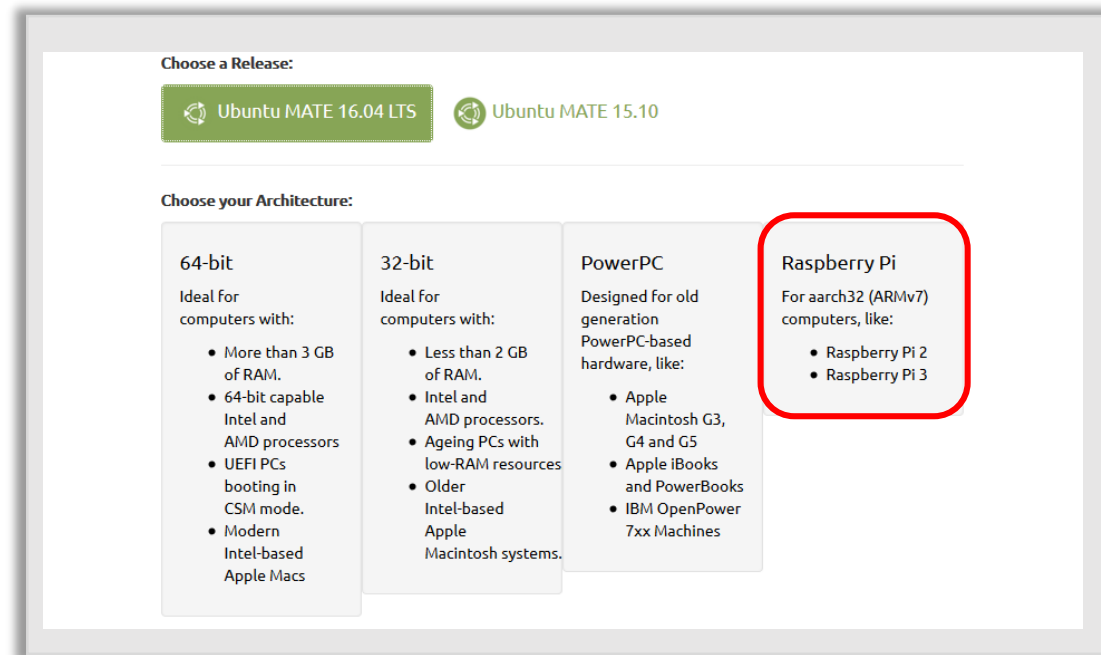 Choose a Release:
Ubuntu MATE 16.04 LTS
Ubuntu MATE 15.10
Choose your Architecture:
64-bit
Ideal for
computers with:
• More than 3 GB
of RAM.
• 64-bit capable
Intel and
AMD processors
• UEFI PCs
booting in
CSM mode.
• Modern
Intel-based
Apple Macs
32-bit
Ideal for
computers with:
• Less than 2 GB
of RAM.
• Intel and
AMD processors.
• Ageing PCs with
low-RAM resources
• Older
Intel-based
Apple
Macintosh systems.
PowerPC
Designed for old
generation
PowerPC-based
hardware, like:
• Apple
Macintosh G3,
G4 and G5
• Apple iBooks
and PowerBooks
• IBM OpenPower
7xx Machines
Raspberry Pi
For aarch32 (ARMv7)
computers, like:
• Raspberry Pi 2
• Raspberry Pi 3